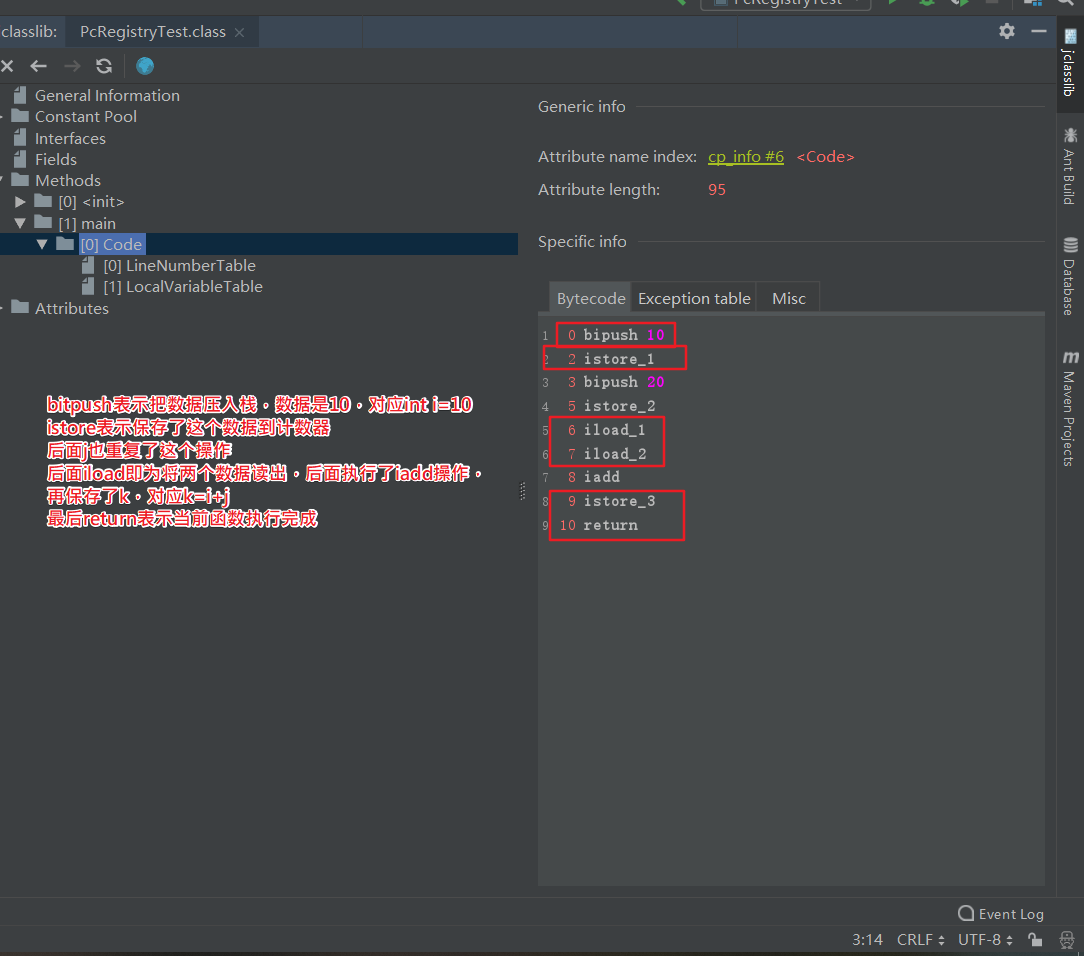 PcRegistryTest
classlib:
PcRegistryTest.class
General Information
Constant Pool
Interfaces
Fields
Methods
[0] <init>
[1] main
[0] Code
[0] LineNumberTable
[1] LocalVariableTable
Attributes
bitpush表示把数据压入栈，数据是10，对应int i=10
istore表示保存了这个数据到计数器
后面j也重复了这个操作
后面iload即为将两个数据读出，后面执行了iadd操作，
再保存了k，对应k=i+j
最后return表示当前函数执行完成
Generic info
Attribute name index: cp_info #6 <Code>
Attribute length: 95
Specific info
Bytecode Exception table Misc
1 0 bipush 10
2 2 istore_1
3 3 bipush 20
4 5 istore_2
5 6 iload_1
6 7 iload_2
7 8 iadd
8 9 istore_3
9 10 return
jclasslib
Ant Build
Database
m Maven Projects
Event Log
3:14 CRLF UTF-8